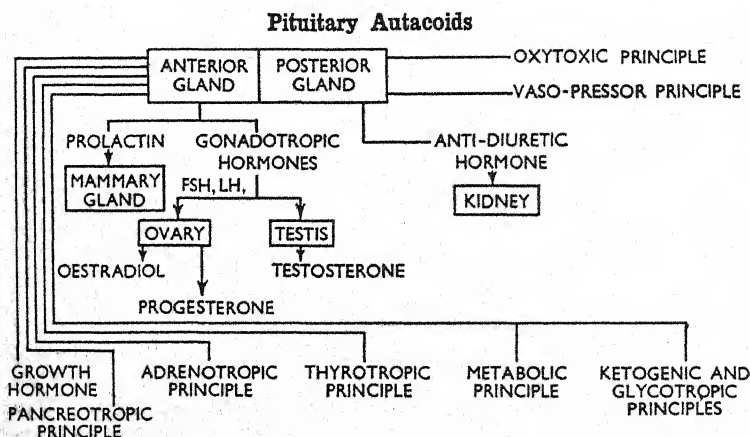 Pituitary Autacoids
ANTERIOR
GLAND
POSTERIOR
GLAND
OXYTOXIC PRINCIPLE
VASO-PRESSOR PRINCIPLE
PROLACTIN
GONADOTROPIC
HORMONES
ANTI-DIURETIC
HORMONE
MAMMARY
GLAND
FSH, LH,
KIDNEY
OVARY
TESTIS
OESTRADIOL
TESTOSTERONE
PROGESTERONE
GROWTH
HORMONE
PANCREOTROPIC
PRINCIPLE
ADRENOTROPIC
PRINCIPLE
THYROTROPIC
PRINCIPLE
METABOLIC
PRINCIPLE
KETOGENIC AND
GLYCOTROPIC
PRINCIPLES